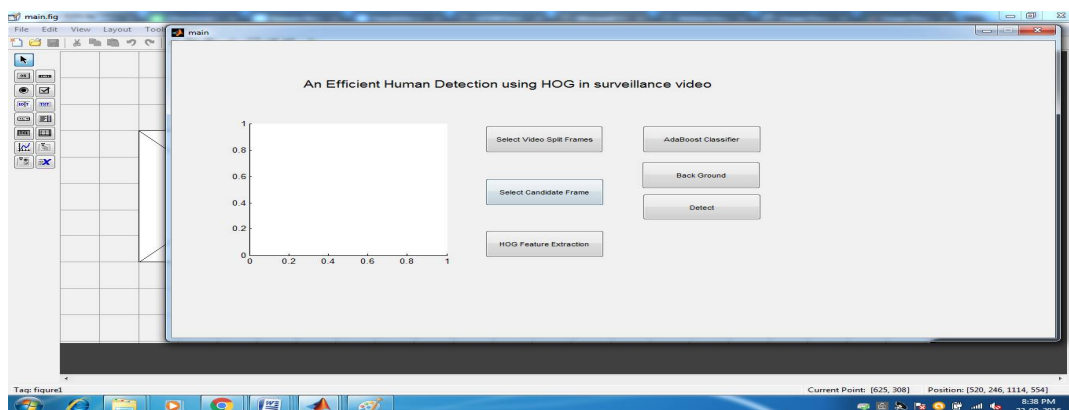 main.fig
File Edit View Layout Tool
main
An Efficient Human Detection using HOG in surveillance video
1
0.8
0.6
0.4
0.2
0
0 0.2 0.4 0.6 0.8 1
Select Video Split Frames
AdaBoost Classifier
Back Ground
Select Candidate Frame
Detect
HOG Feature Extraction
Tag: figure1
Current Point: [625, 308] Position: [520, 246, 1114, 554]
8:38 PM